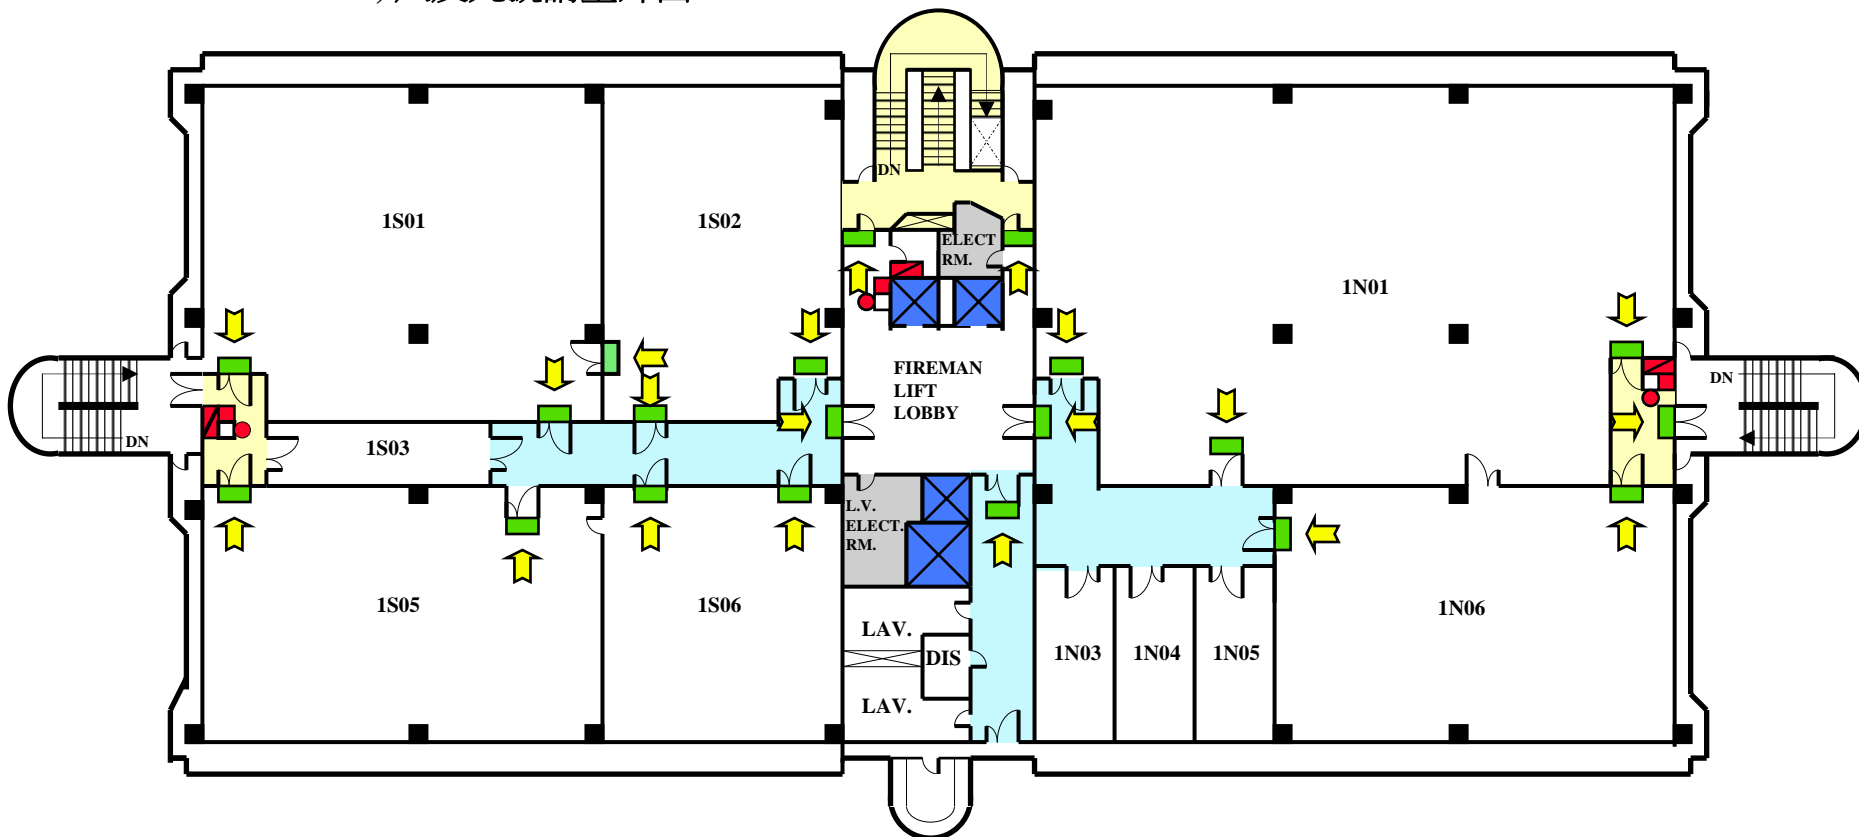 DN
1S01
1S02
ELECT
RM.
1N01
FIREMAN
LIFT
LOBBY
DN
DN
1S03
L.V.
ELECT.
RM.
1S05
1S06
1N06
LAV.
DIS
1N03
1N04
1N05
LAV.